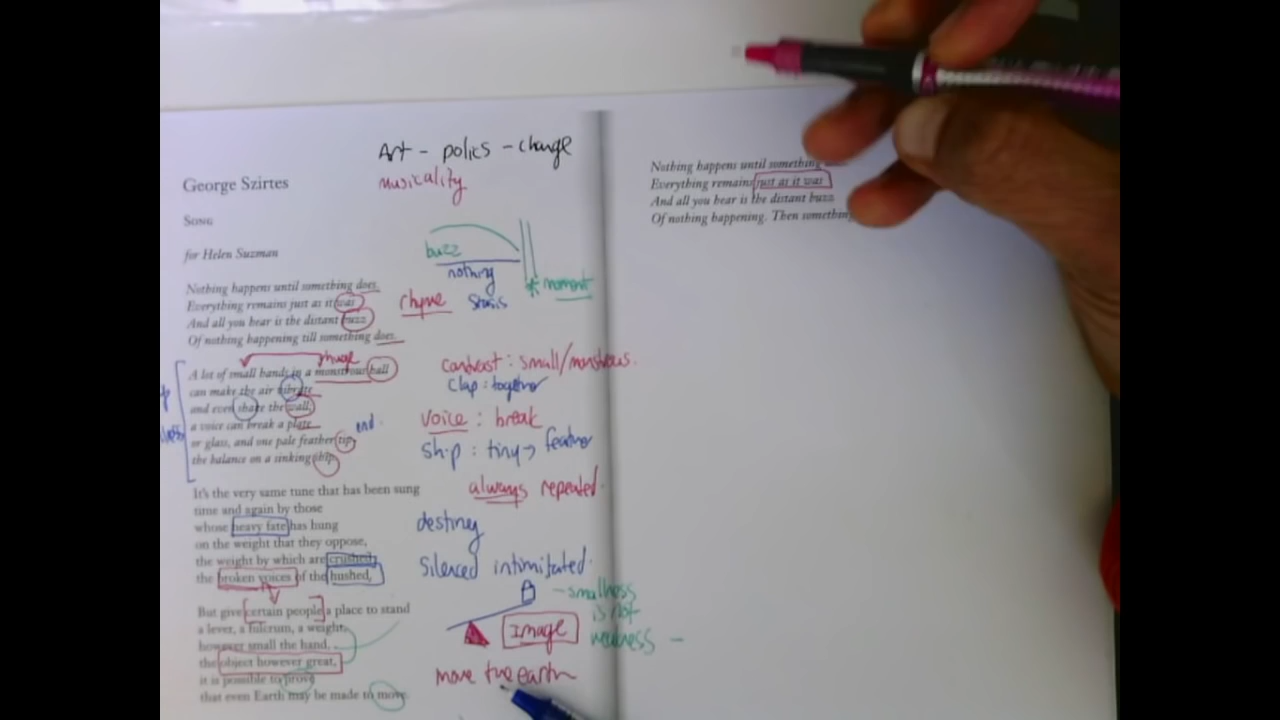 Art - polics - change
musicality
George Szirtes
SONG
for Helen Suzman
buzz
nothing
moment
rhyme
Stasis
Nothing happens until something does.
Everything remains just as it was
And all you hear is the distant buzz
Of nothing happening till something does.
huge
A lot of small hands in a monstrous hall
can make the air vibrate
and even shake the wall;
a voice can break a plate
or glass, and one pale feather tip
the balance on a sinking ship.
end
contrast: small/monstrous.
clap: together
voice: break
ship: tiny → feather
always repeated.
It's the very same tune that has been sung
time and again by those
whose heavy fate has hung
on the weight that they oppose,
the weight by which are crushed
the broken voices of the hushed,
destiny
Silenced intimitated.
But give certain people a place to stand
a lever, a fulcrum, a weight,
however small the hand,
the object however great,
it is possible to prove
that even Earth may be made to move.
- smallness
is not
weakness -
Image
move the earth
Nothing happens until something
Everything remains just as it was
And all you hear is the distant buzz
Of nothing happening. Then something